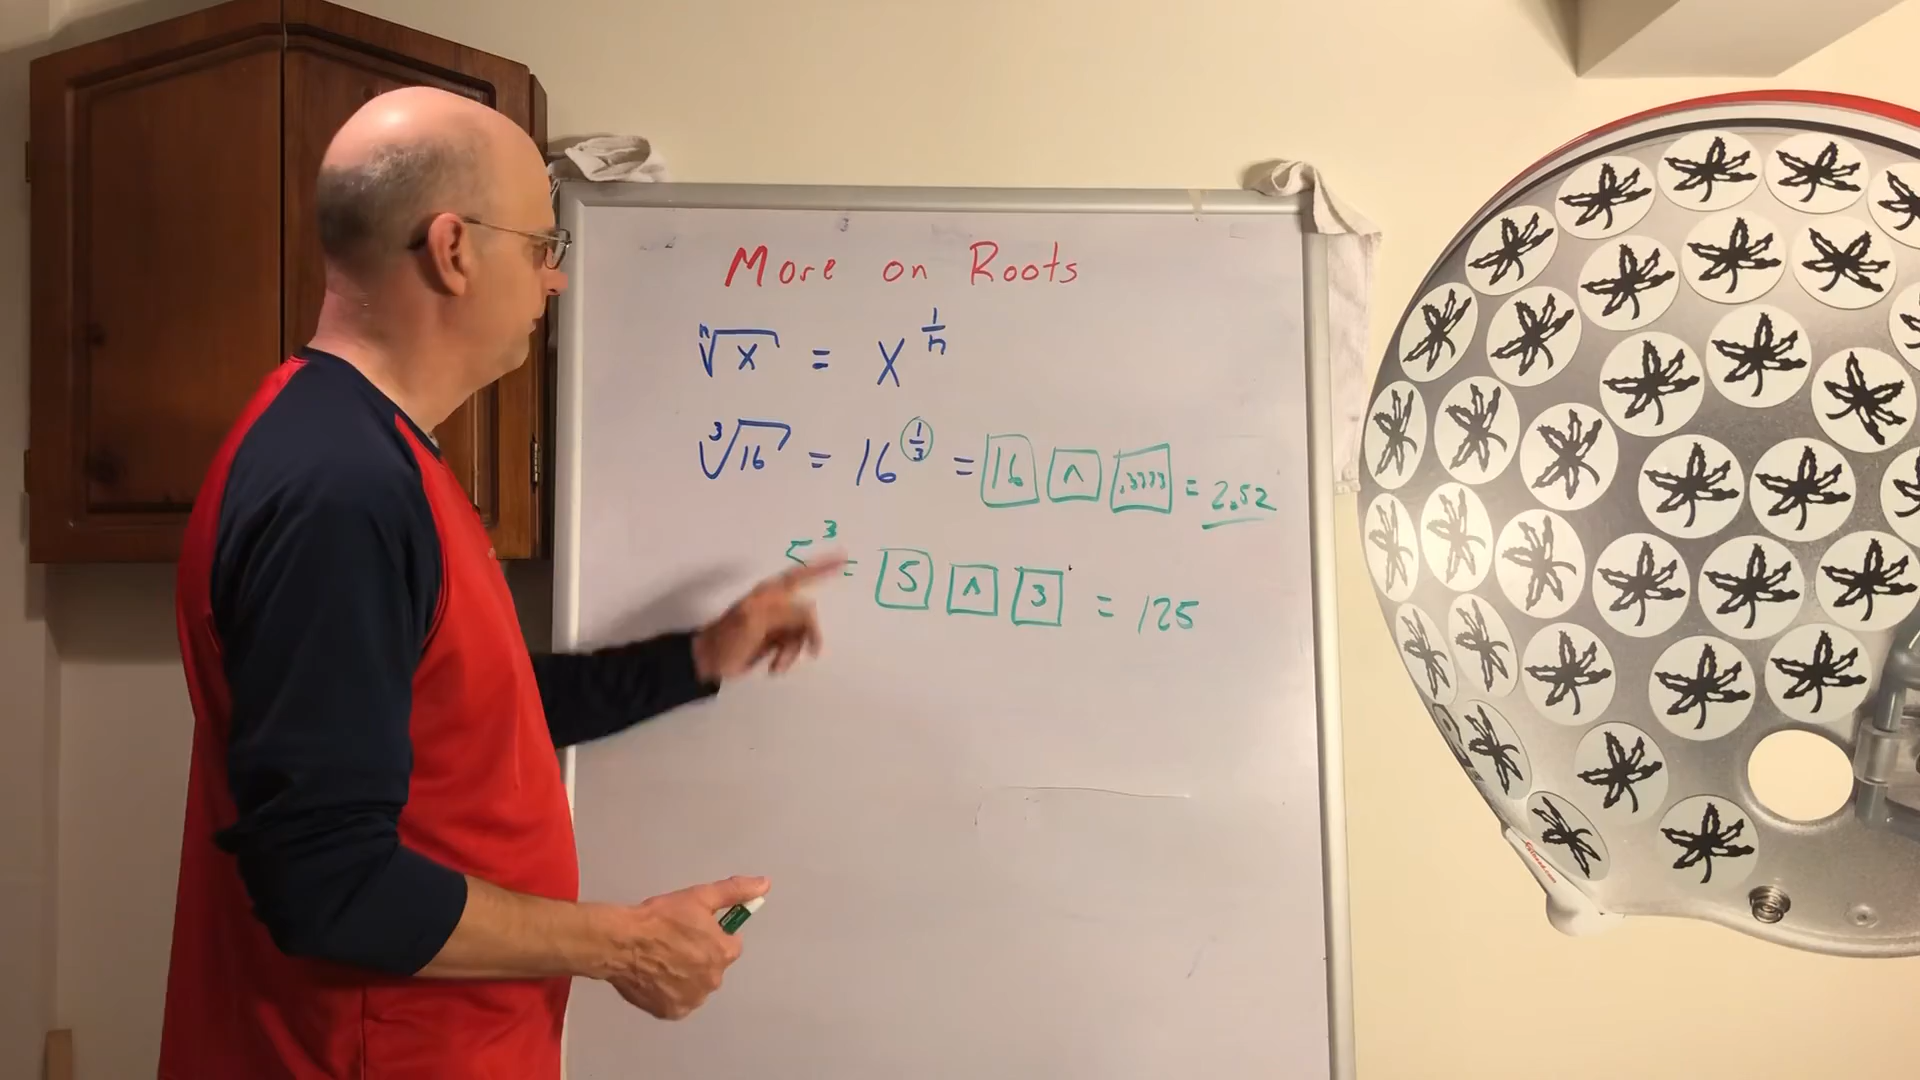 More on Roots
ⁿ√x = x^(1/n)
³√16 = 16^(1/3) = 16 ^ .3333 = 2.52
5³ = 5 ^ 3 = 125